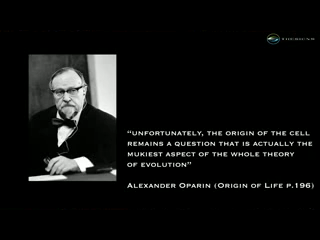 THEMESSY
“UNFORTUNATELY, THE ORIGIN OF THE CELL
REMAINS A QUESTION THAT IS ACTUALLY THE
MUKIEST ASPECT OF THE WHOLE THEORY
OF EVOLUTION”
ALEXANDER OPARIN (ORIGIN OF LIFE P.196)